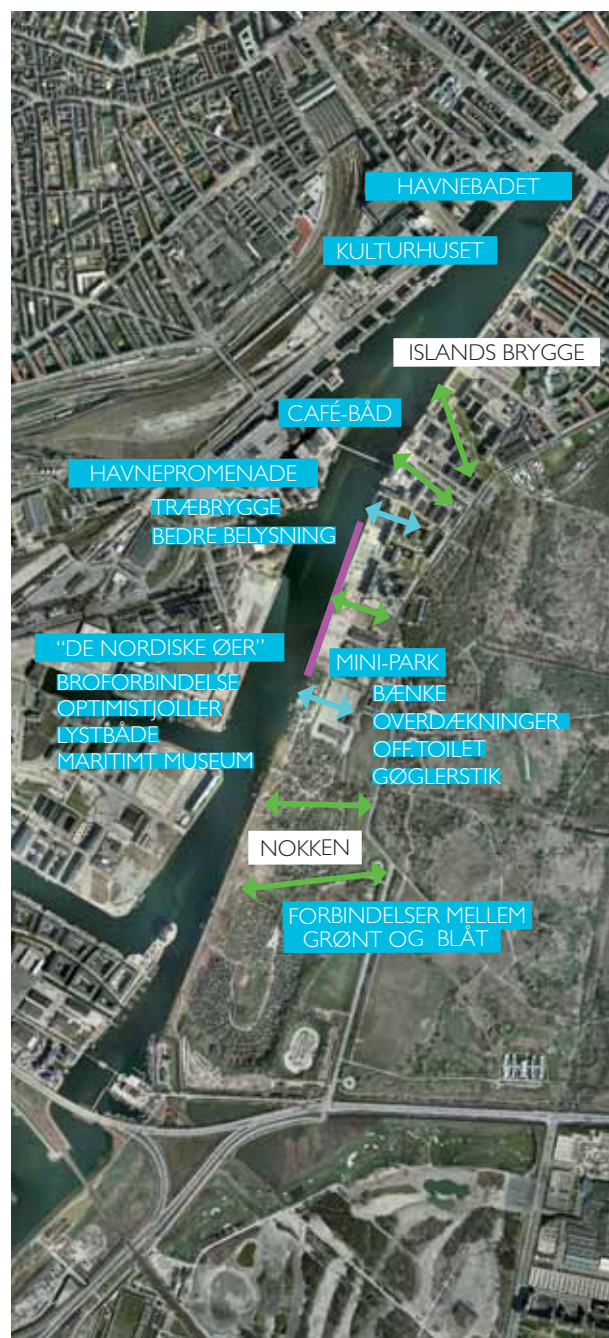 HAVNEBADET
KULTURHUSET
ISLANDS BRYGGE
CAFÉ-BÅD
HAVNEPROMENADE
TRÆBRYGGE
BEDRE BELYSNING
“DE NORDISKE ØER”
BROFORBINDELSE
OPTIMISTJOLLER
LYSTBÅDE
MARITIMT MUSEUM
MINI-PARK
BÆNKE
OVERDÆKNINGER
OFF.TOILET
GØGLERSTIK
NOKKEN
FORBINDELSER MELLEM
GRØNT OG BLÅT